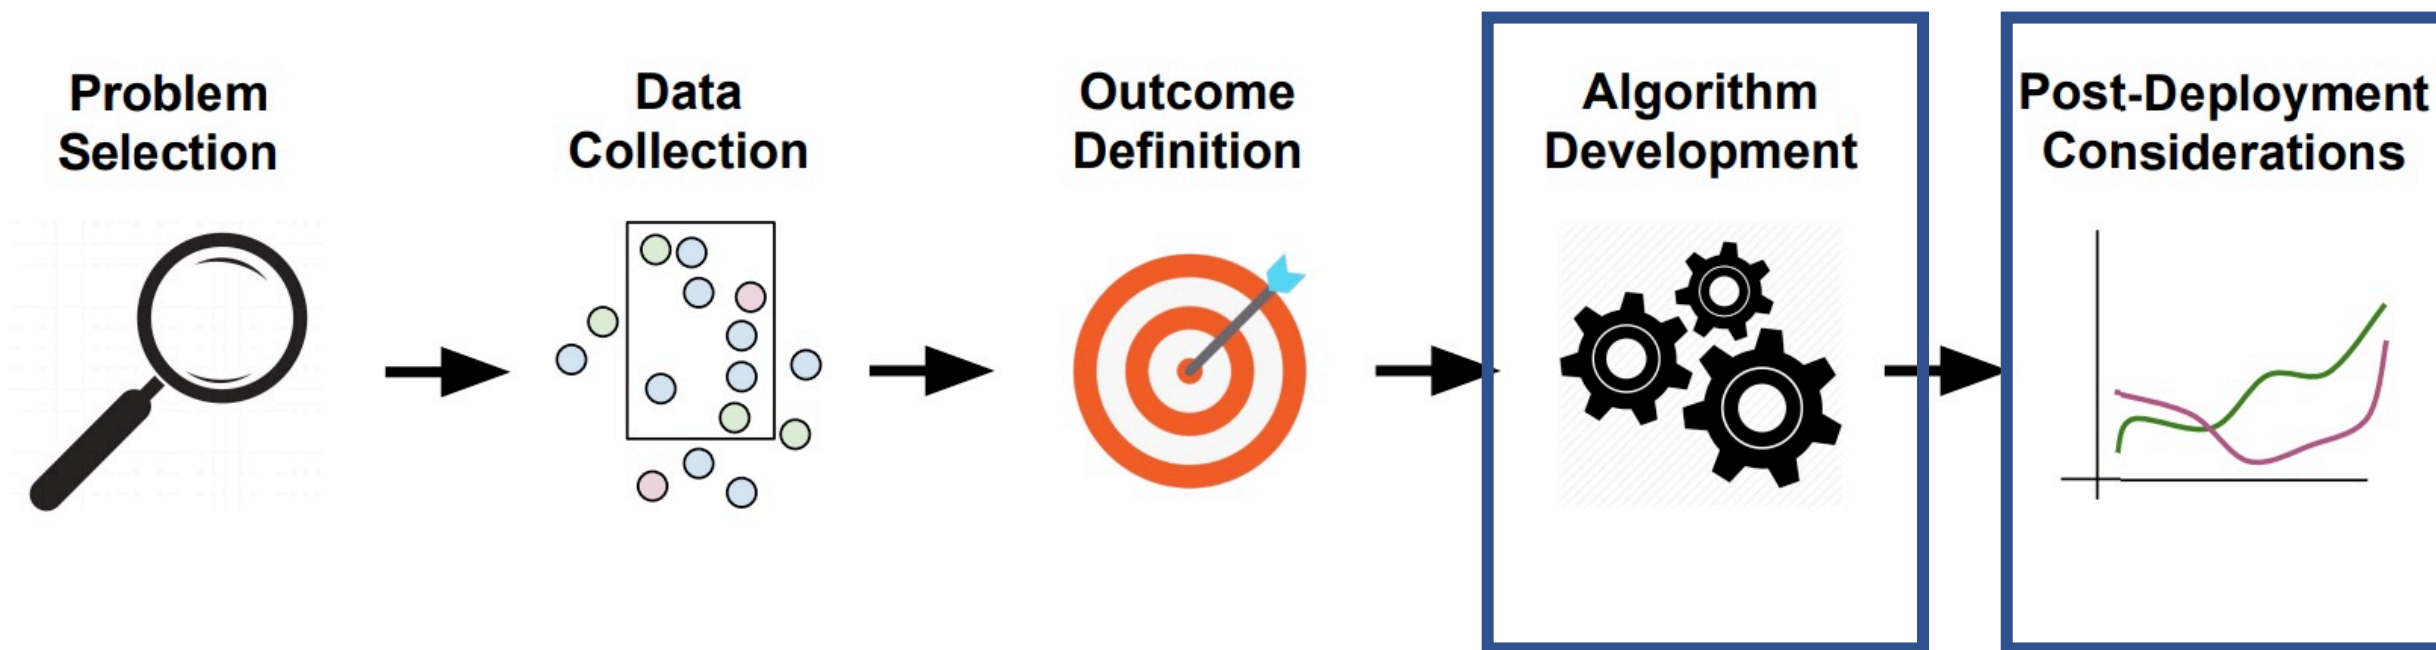 Problem
Selection
Data
Collection
Outcome
Definition
Algorithm
Development
Post-Deployment
Considerations